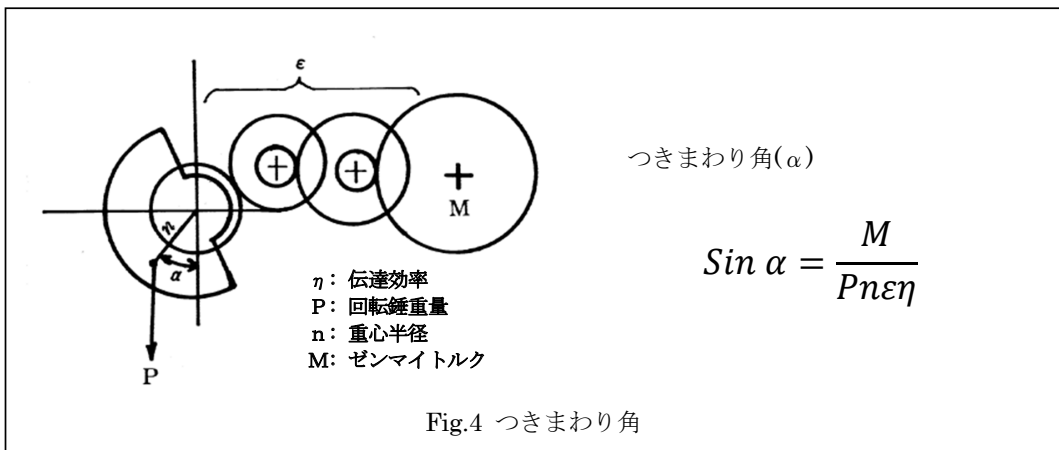 ε
n
α
P
M
η： 伝達効率
P： 回転錘重量
n： 重心半径
M： ゼンマイトルク
つきまわり角(α)
Sin α = M / Pnεη
Fig.4 つきまわり角